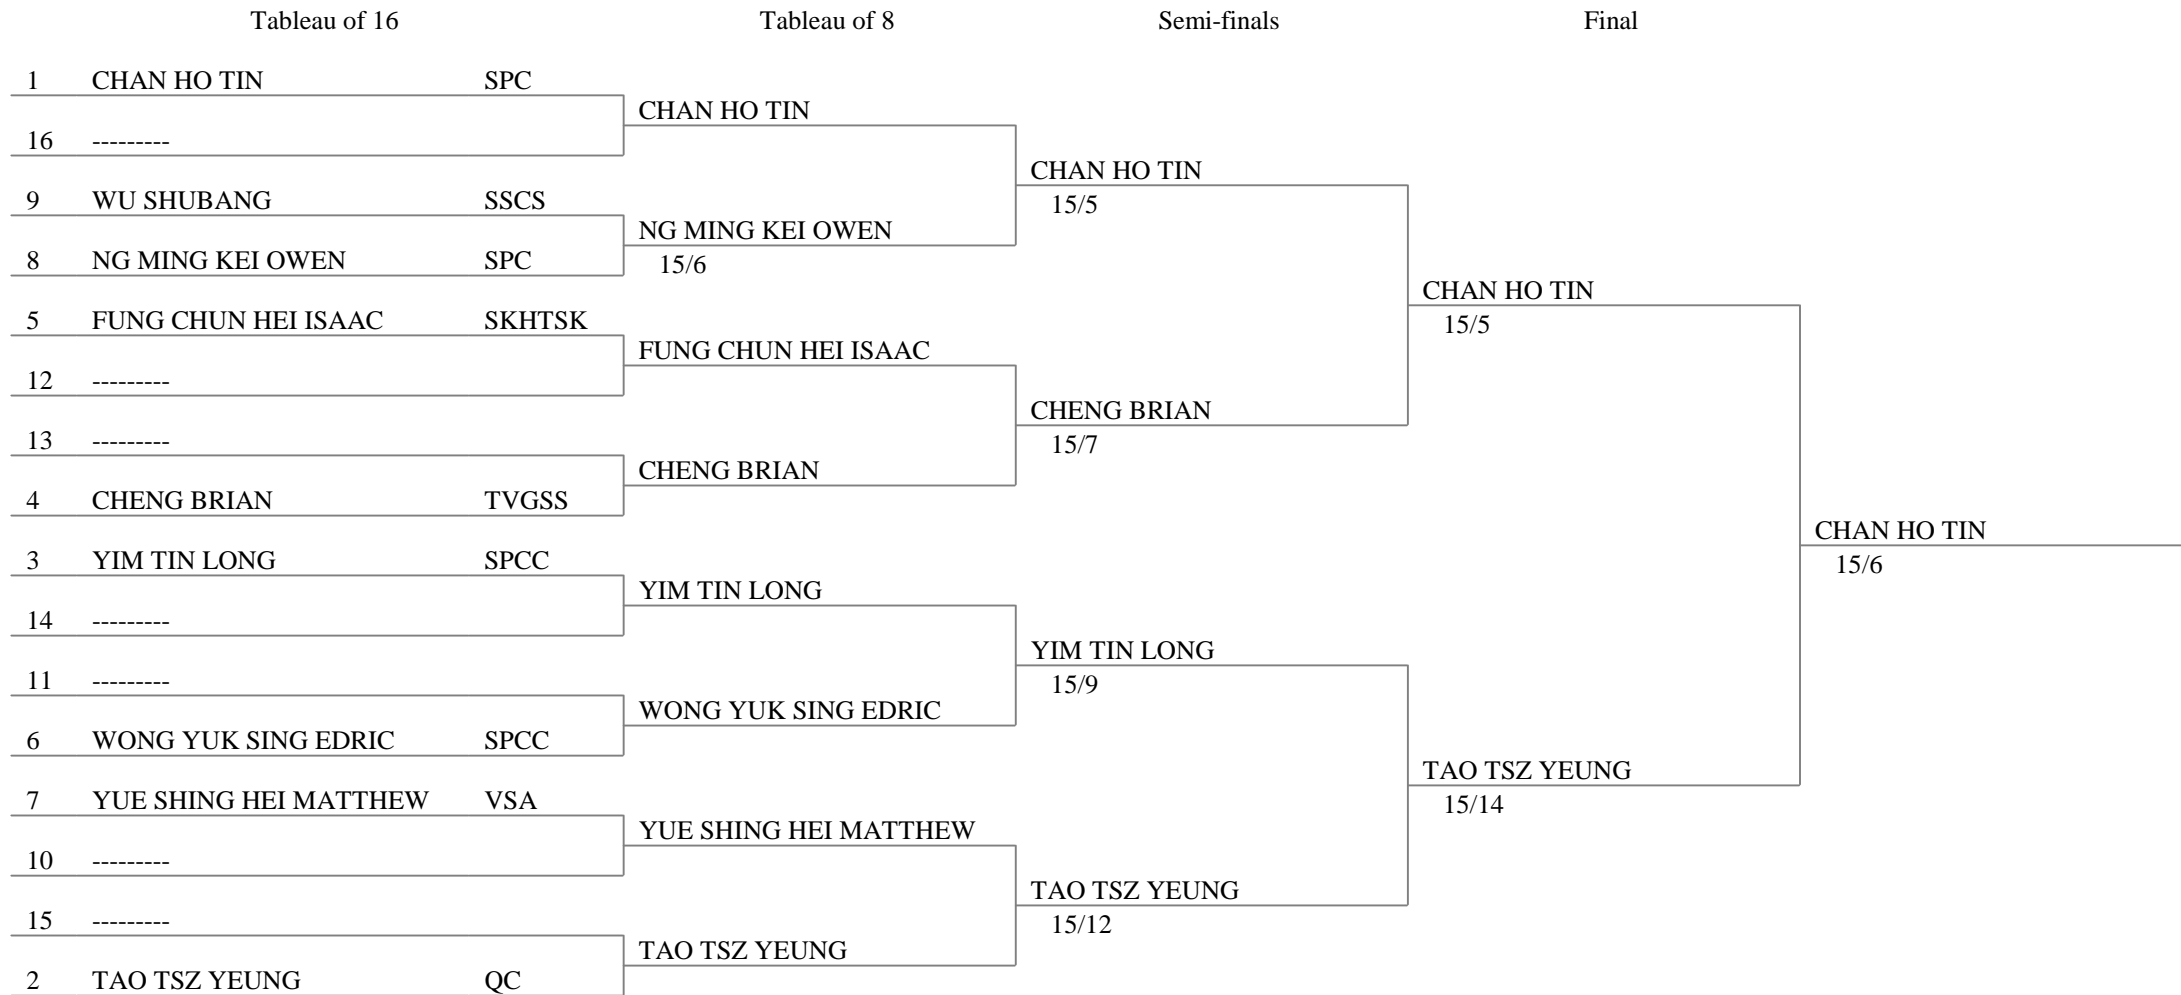 Tableau of 16 Tableau of 8 Semi-finals Final
1 CHAN HO TIN SPC
CHAN HO TIN
16 ---------
CHAN HO TIN
9 WU SHUBANG SSCS
15/5
NG MING KEI OWEN
8 NG MING KEI OWEN SPC
15/6
CHAN HO TIN
5 FUNG CHUN HEI ISAAC SKHTSK
15/5
FUNG CHUN HEI ISAAC
12 ---------
CHENG BRIAN
13 ---------
15/7
CHENG BRIAN
4 CHENG BRIAN TVGSS
CHAN HO TIN
3 YIM TIN LONG SPCC
15/6
YIM TIN LONG
14 ---------
YIM TIN LONG
11 ---------
15/9
WONG YUK SING EDRIC
6 WONG YUK SING EDRIC SPCC
TAO TSZ YEUNG
7 YUE SHING HEI MATTHEW VSA
15/14
YUE SHING HEI MATTHEW
10 ---------
TAO TSZ YEUNG
15 ---------
15/12
TAO TSZ YEUNG
2 TAO TSZ YEUNG QC